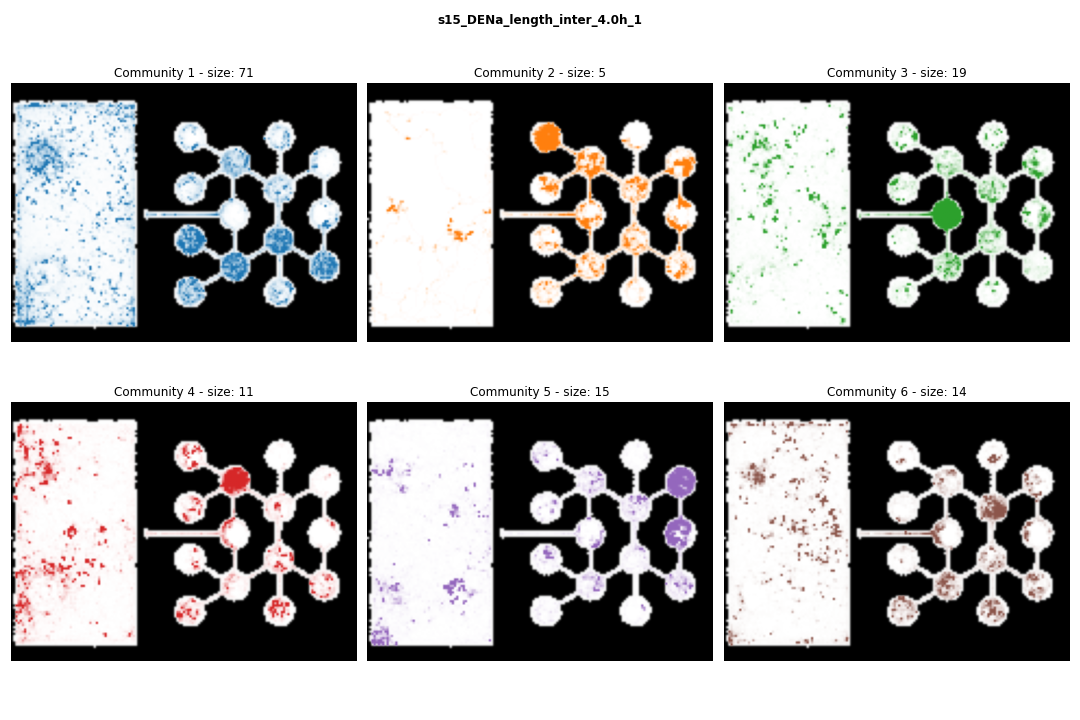 s15_DENa_length_inter_4.0h_1
Community 1 - size: 71
Community 2 - size: 5
Community 3 - size: 19
Community 4 - size: 11
Community 5 - size: 15
Community 6 - size: 14